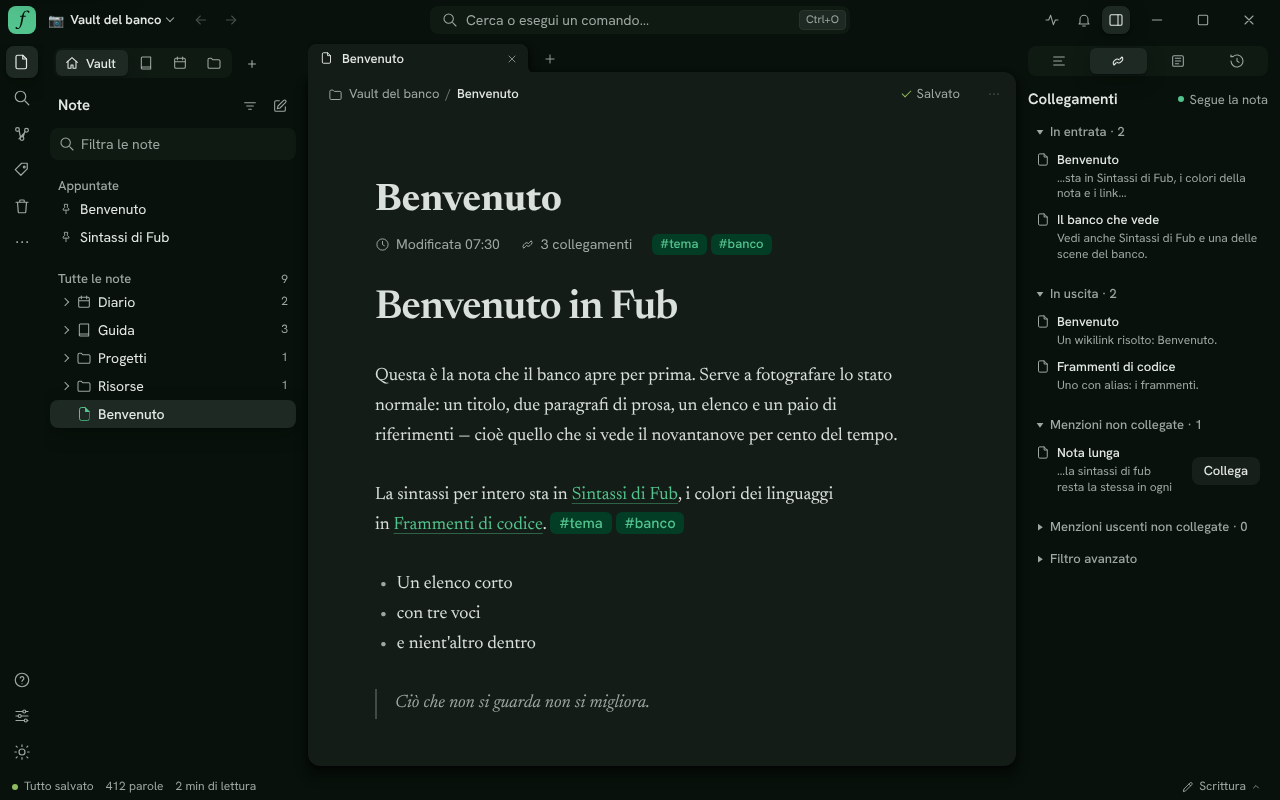 f
Vault del banco
Cerca o esegui un comando...
Ctrl+O
Vault
Note
Filtra le note
Appuntate
Benvenuto
Sintassi di Fub
Tutte le note 9
Diario 2
Guida 3
Progetti 1
Risorse 1
Benvenuto
Benvenuto
Vault del banco / Benvenuto
Salvato
Benvenuto
Modificata 07:30
3 collegamenti
#tema #banco
Benvenuto in Fub
Questa è la nota che il banco apre per prima. Serve a fotografare lo stato
normale: un titolo, due paragrafi di prosa, un elenco e un paio di
riferimenti — cioè quello che si vede il novantanove per cento del tempo.
La sintassi per intero sta in Sintassi di Fub, i colori dei linguaggi
in Frammenti di codice. #tema #banco
• Un elenco corto
• con tre voci
• e nient'altro dentro
Ciò che non si guarda non si migliora.
Collegamenti
Segue la nota
In entrata · 2
Benvenuto
...sta in Sintassi di Fub, i colori della
nota e i link...
Il banco che vede
Vedi anche Sintassi di Fub e una delle
scene del banco.
In uscita · 2
Benvenuto
Un wikilink risolto: Benvenuto.
Frammenti di codice
Uno con alias: i frammenti.
Menzioni non collegate · 1
Nota lunga
...la sintassi di fub
resta la stessa in ogni
Collega
Menzioni uscenti non collegate · 0
Filtro avanzato
Tutto salvato
412 parole
2 min di lettura
Scrittura